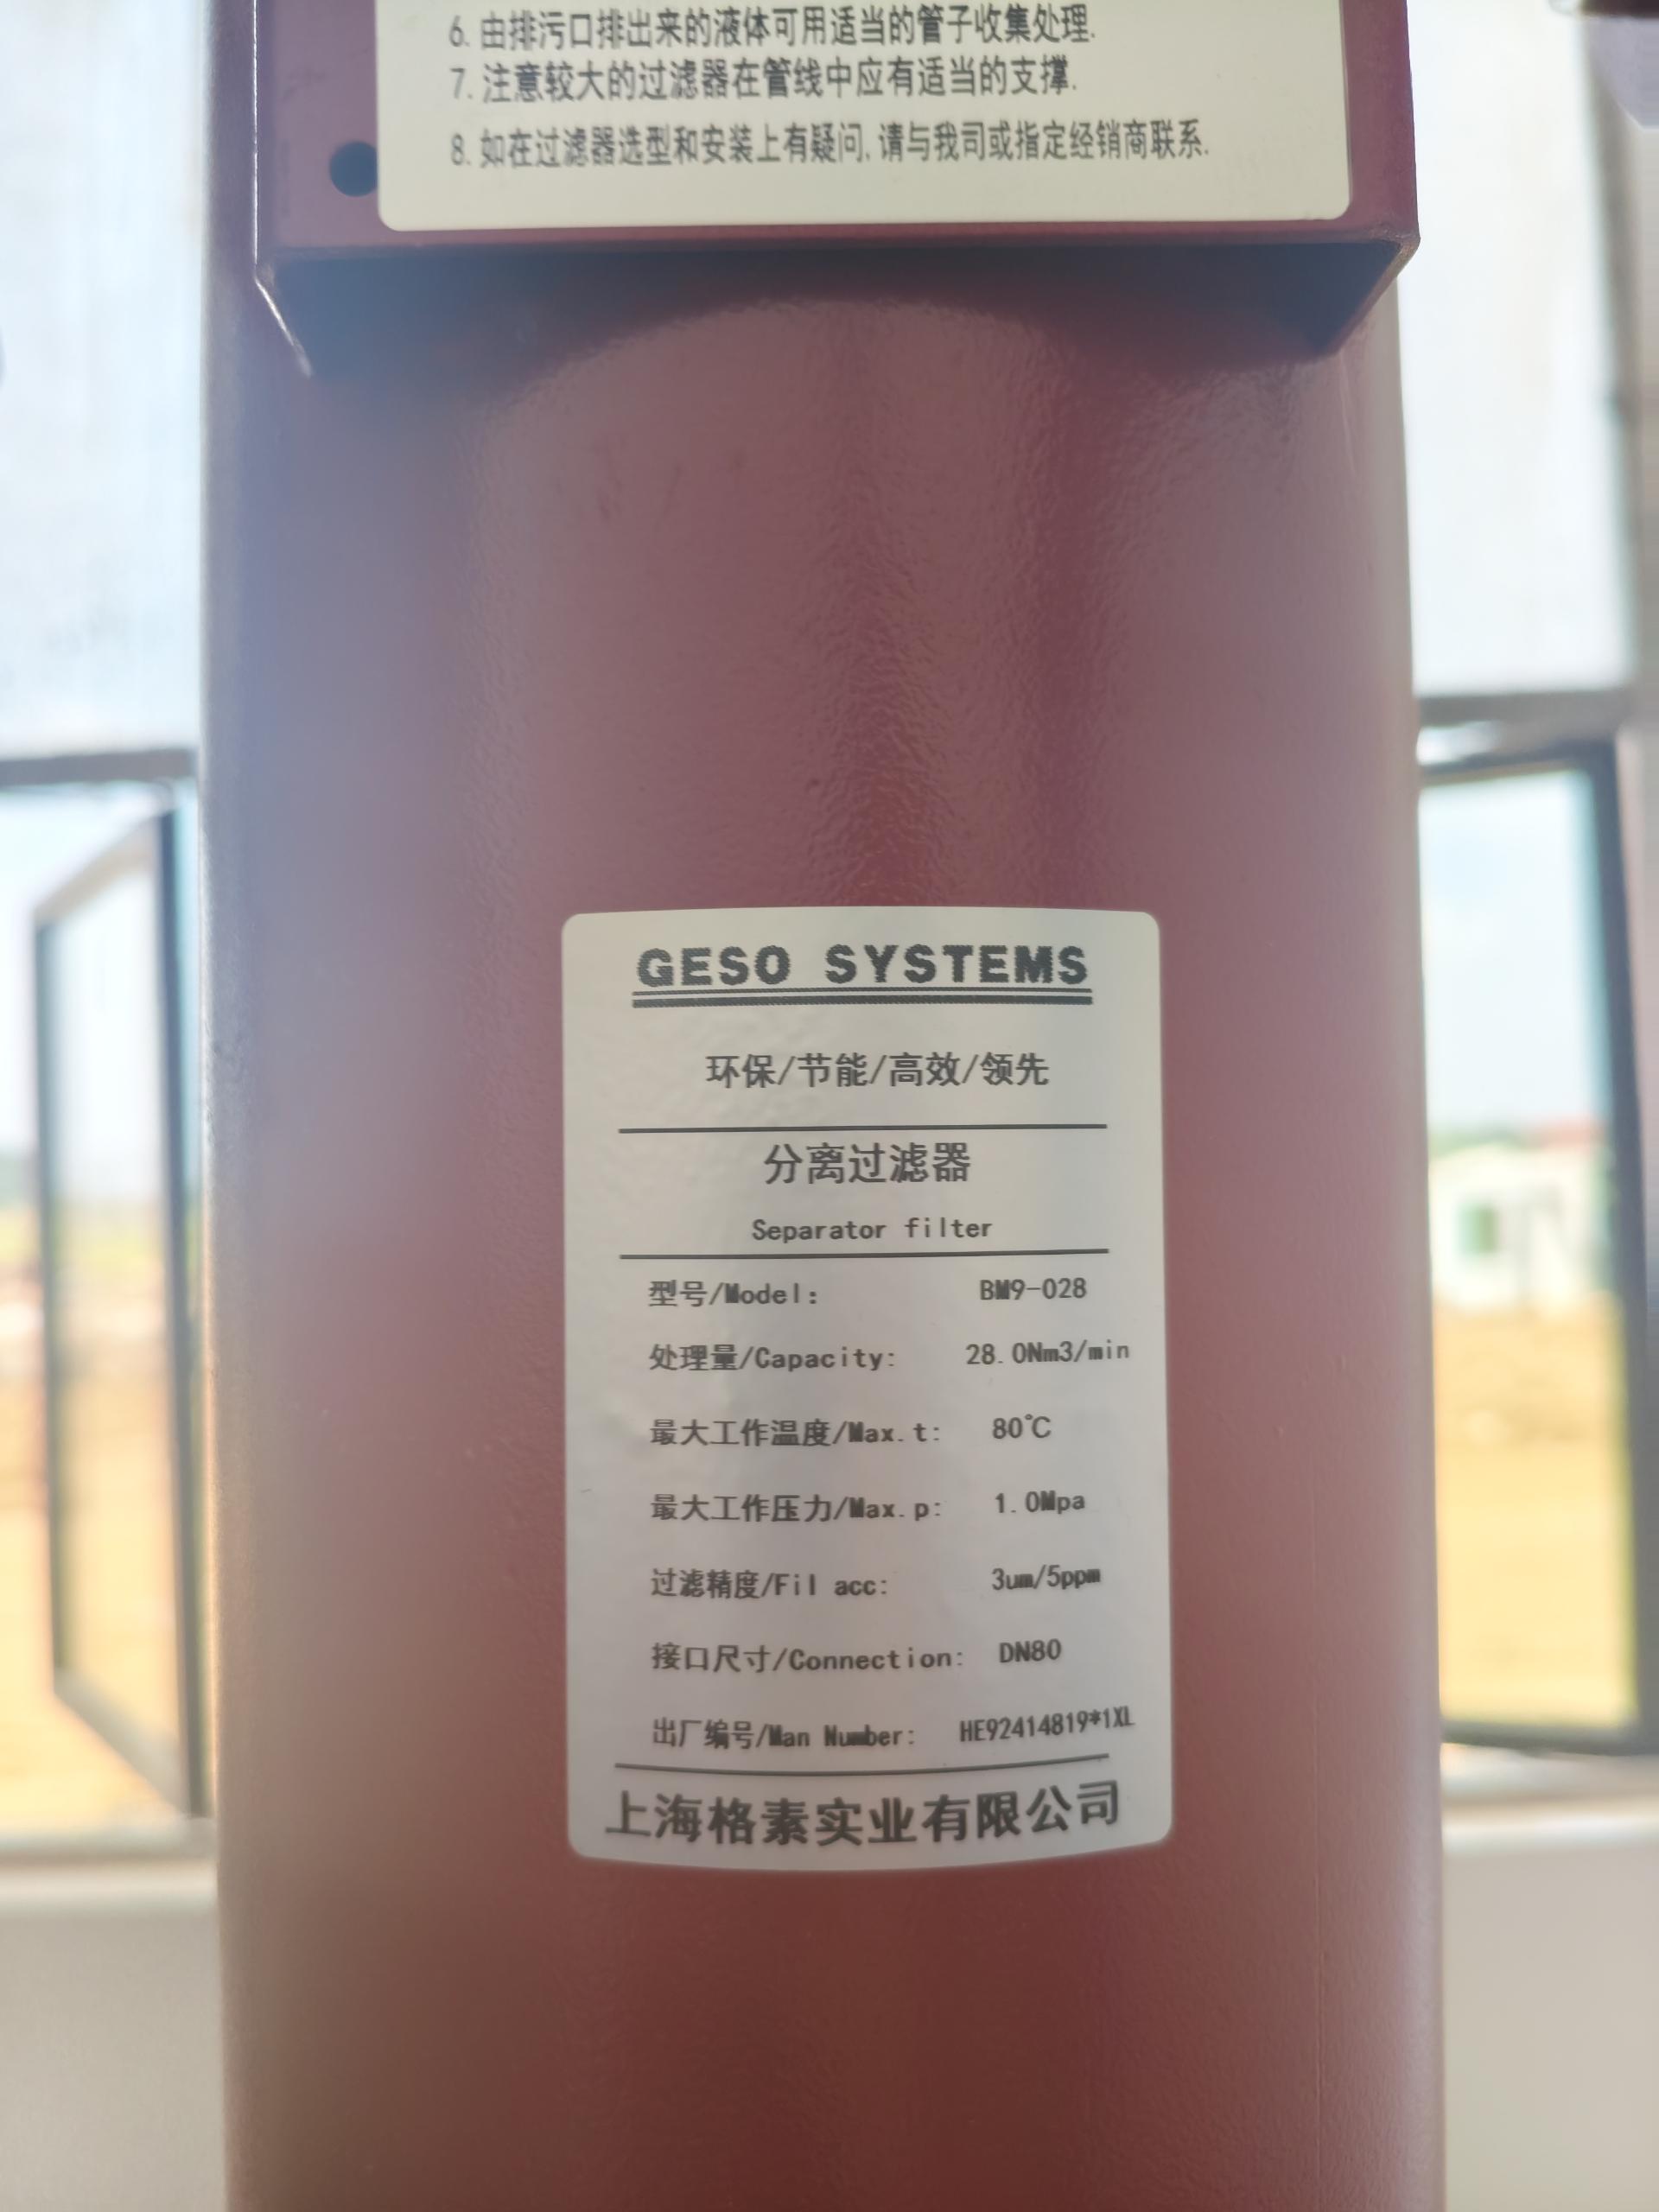 6. 由排污口排出来的液体可用适当的管子收集处理.
7. 注意较大的过滤器在管线中应有适当的支撑.
8. 如在过滤器选型和安装上有疑问, 请与我司或指定经销商联系.
GESO SYSTEMS
环保/节能/高效/领先
分离过滤器
Separator filter
型号/Model: BM9-028
处理量/Capacity: 28.0Nm3/min
最大工作温度/Max.t: 80℃
最大工作压力/Max.p: 1.0Mpa
过滤精度/Fil acc: 3um/5ppm
接口尺寸/Connection: DN80
出厂编号/Man Number: HE92414819*1XL
上海格素实业有限公司